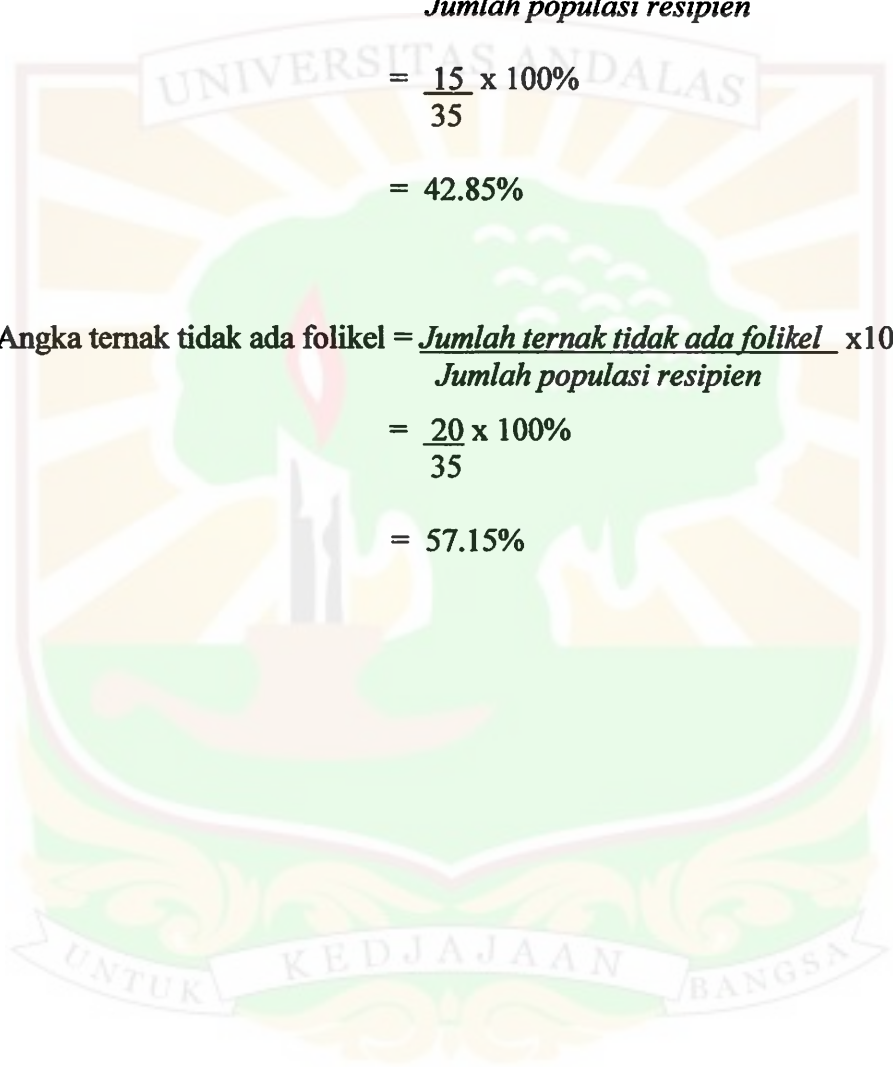 Jumlah populasi resipien
UNIVERSITAS ANDALAS
= 15 x 100%
35
= 42.85%
Angka ternak tidak ada folikel = Jumlah ternak tidak ada folikel x10
Jumlah populasi resipien
= 20 x 100%
35
= 57.15%
UNTUK KEDJAJAAN BANGSA